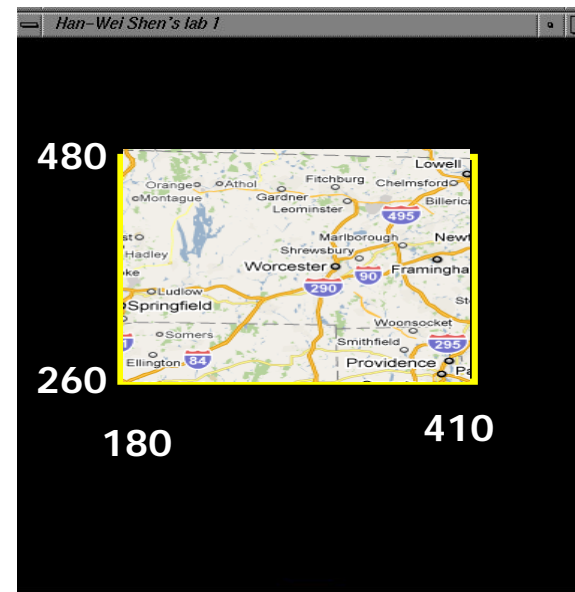 Han-Wei Shen's lab 1
480
Lowell
Orange Athol Fitchburg Chelmsford
Montague Gardner Billerica
Leominster
495
Marlborough
Hadley Shrewsbury
Worcester 90 Framingha
290
Ludlow
Springfield
Woonsocket
Somers Smithfield 295
Ellington 84 Providence
260
180 410